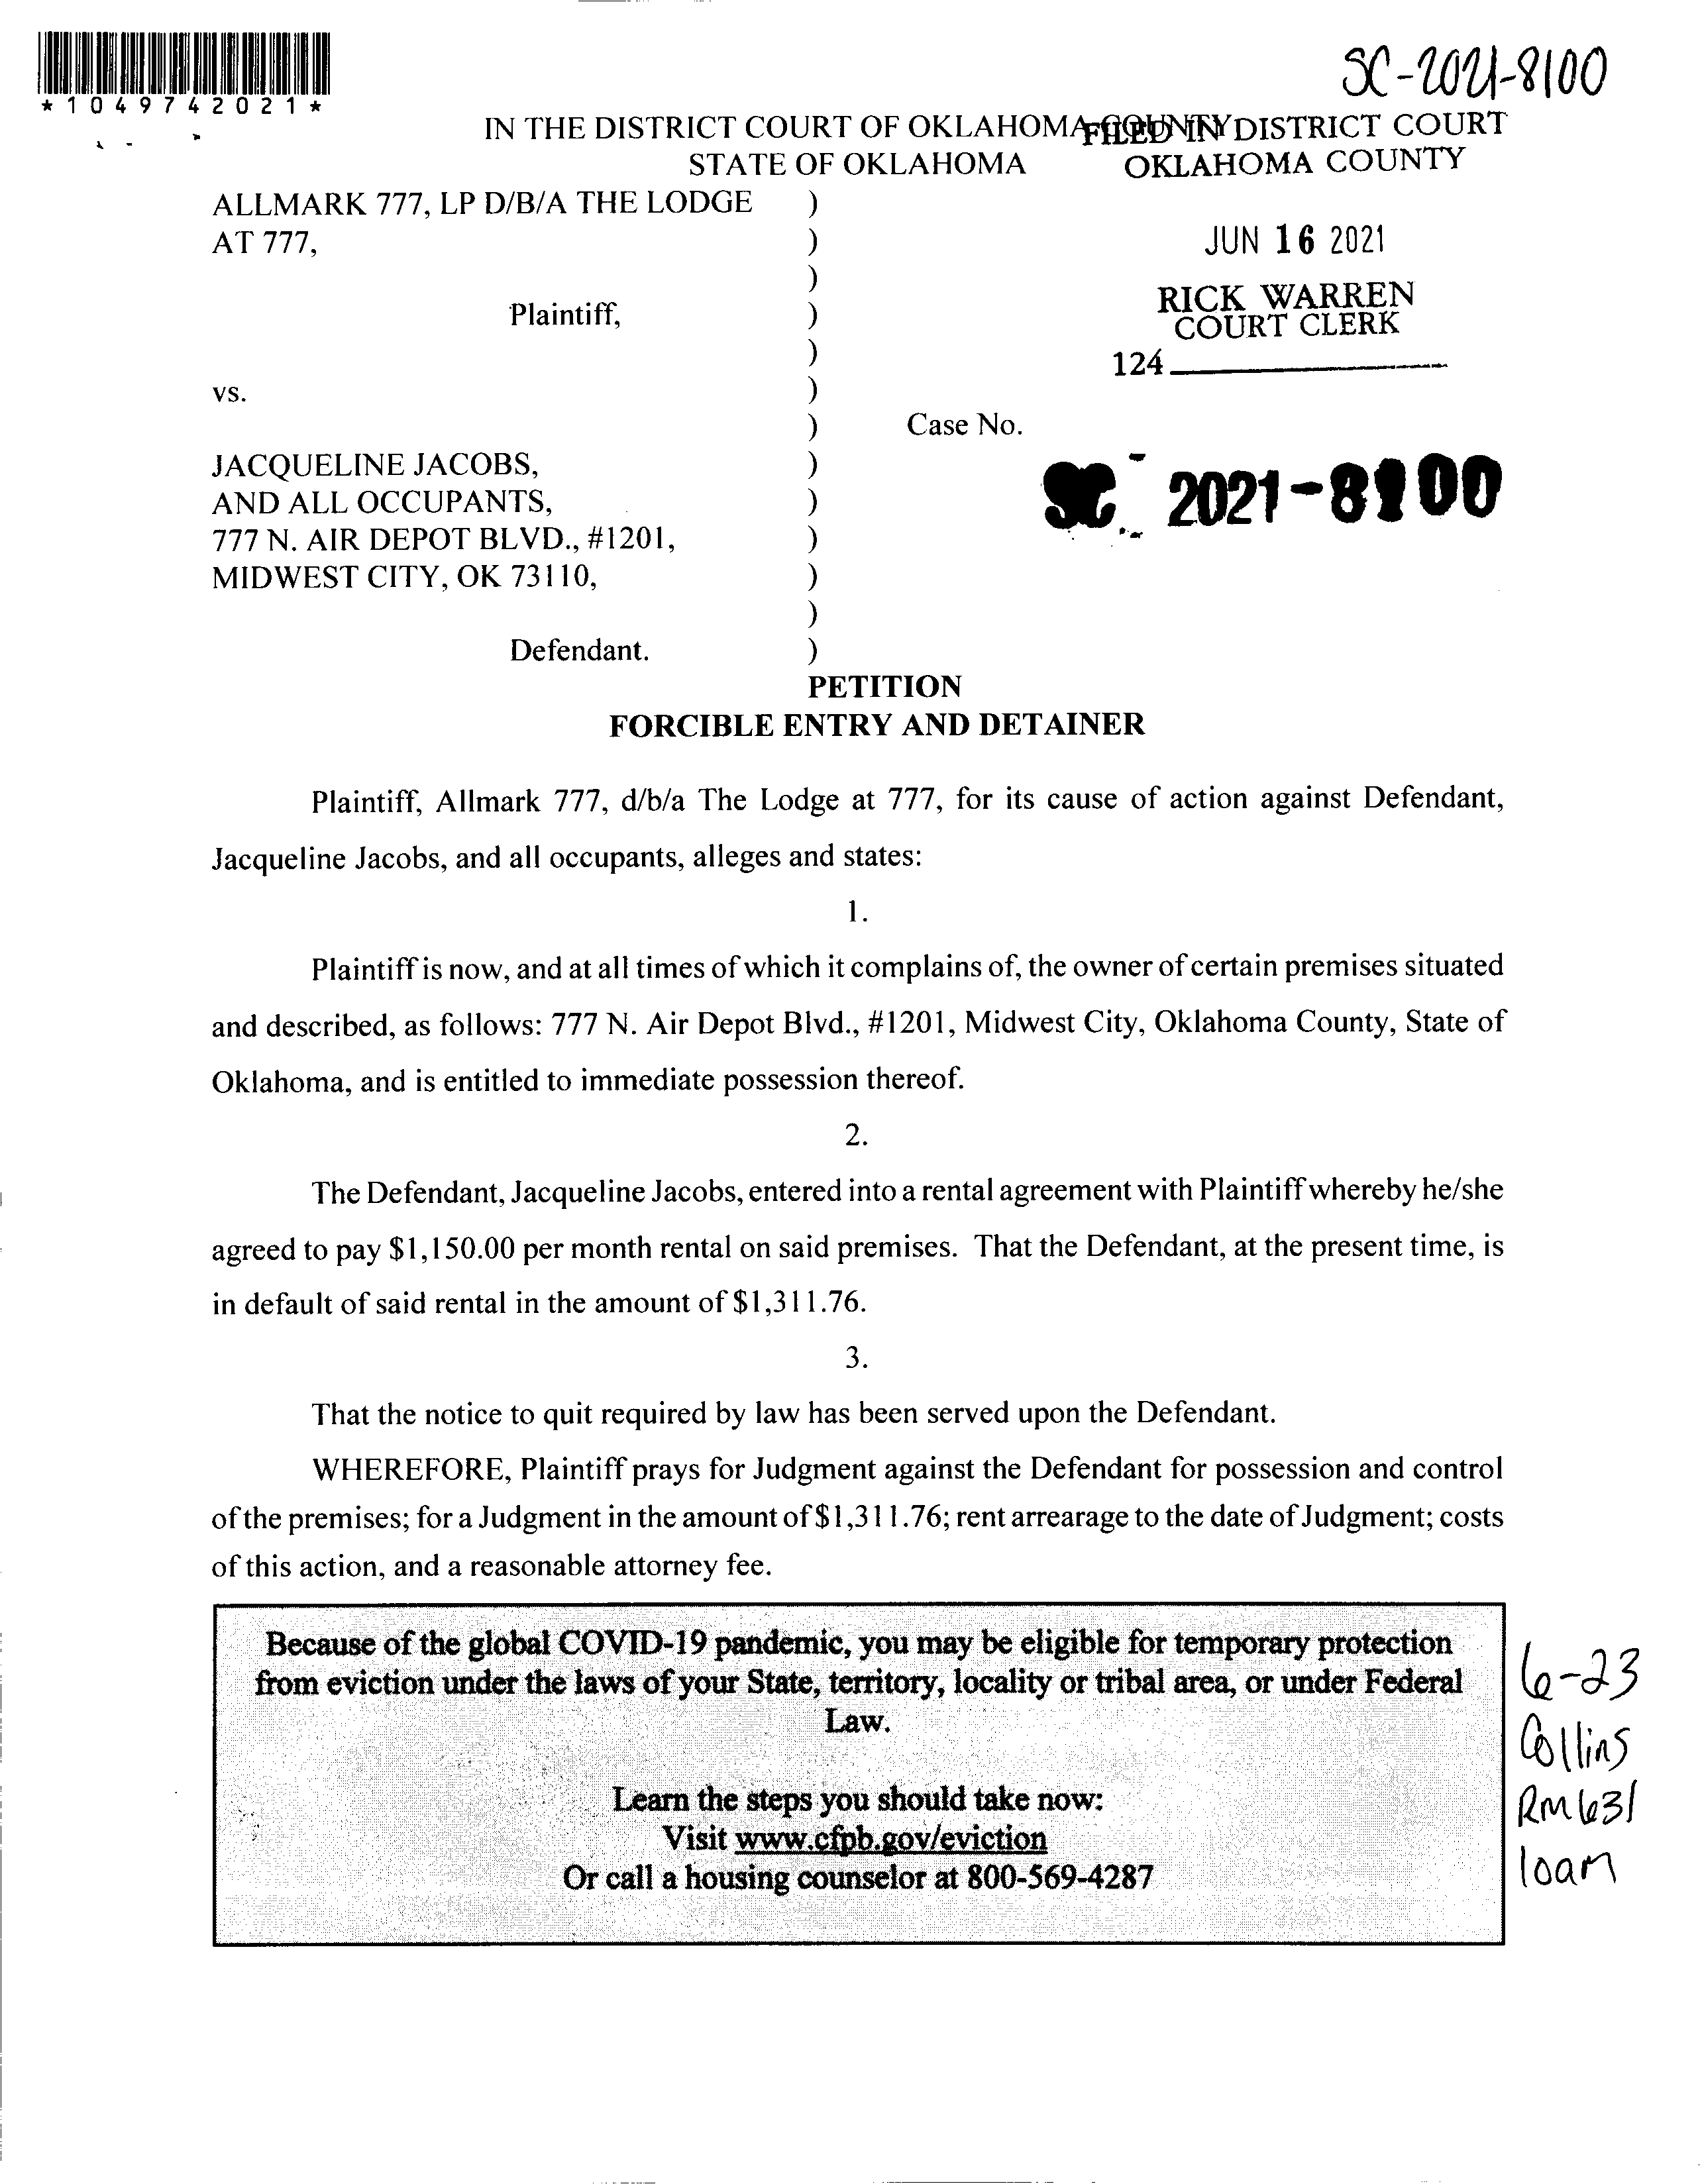 *1049742021*
SC-2021-8100
IN THE DISTRICT COURT OF OKLAHOMA COUNTY
STATE OF OKLAHOMA
FILED IN DISTRICT COURT
OKLAHOMA COUNTY
JUN 16 2021
RICK WARREN
COURT CLERK
124
ALLMARK 777, LP D/B/A THE LODGE )
AT 777, )
)
Plaintiff, )
)
vs. )
) Case No.
SC - 2021-8100
JACQUELINE JACOBS, )
AND ALL OCCUPANTS, )
777 N. AIR DEPOT BLVD., #1201, )
MIDWEST CITY, OK 73110, )
)
Defendant. )
PETITION
FORCIBLE ENTRY AND DETAINER
Plaintiff, Allmark 777, d/b/a The Lodge at 777, for its cause of action against Defendant,
Jacqueline Jacobs, and all occupants, alleges and states:
1.
Plaintiff is now, and at all times of which it complains of, the owner of certain premises situated
and described, as follows: 777 N. Air Depot Blvd., #1201, Midwest City, Oklahoma County, State of
Oklahoma, and is entitled to immediate possession thereof.
2.
The Defendant, Jacqueline Jacobs, entered into a rental agreement with Plaintiff whereby he/she
agreed to pay $1,150.00 per month rental on said premises. That the Defendant, at the present time, is
in default of said rental in the amount of $1,311.76.
3.
That the notice to quit required by law has been served upon the Defendant.
WHEREFORE, Plaintiff prays for Judgment against the Defendant for possession and control
of the premises; for a Judgment in the amount of $1,311.76; rent arrearage to the date of Judgment; costs
of this action, and a reasonable attorney fee.
Because of the global COVID-19 pandemic, you may be eligible for temporary protection
from eviction under the laws of your State, territory, locality or tribal area, or under Federal
Law.
Learn the steps you should take now:
Visit www.cfpb.gov/eviction
Or call a housing counselor at 800-569-4287
6-23
Collins
Rm 631
10am